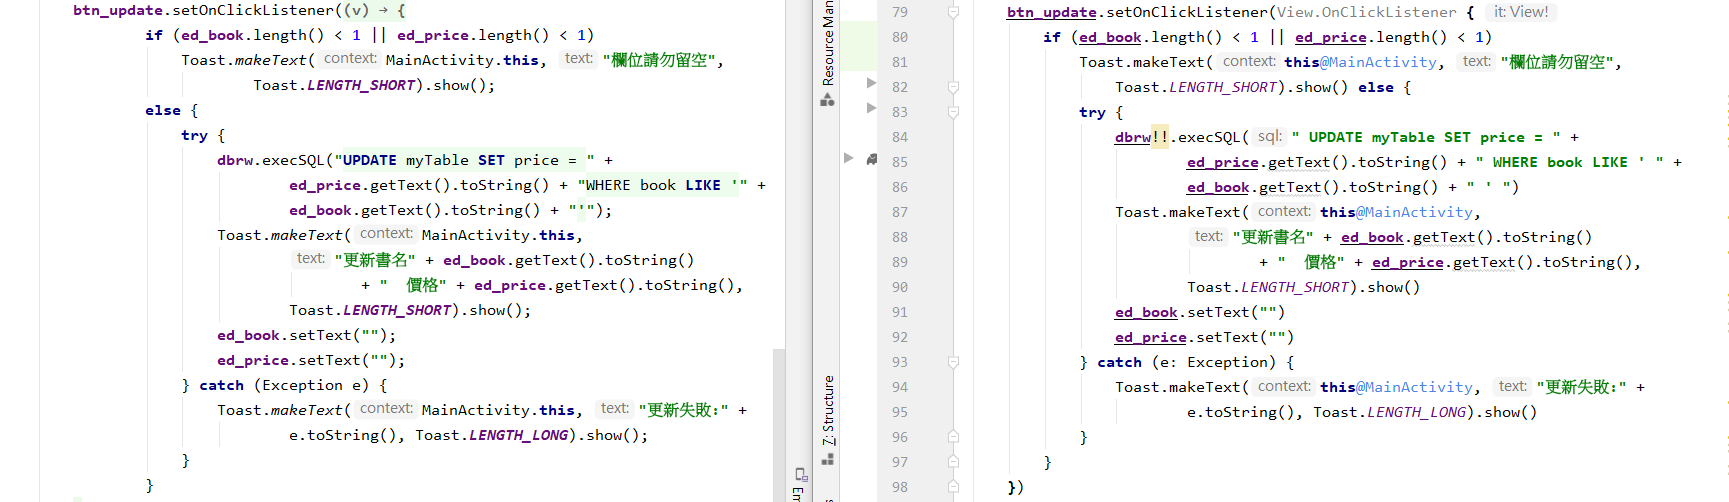 btn_update.setOnClickListener((v) → {
if (ed_book.length() < 1 || ed_price.length() < 1)
Toast.makeText( context: MainActivity.this, text: "欄位請勿留空",
Toast.LENGTH_SHORT).show();
else {
try {
dbrw.execSQL("UPDATE myTable SET price = " +
ed_price.getText().toString() + "WHERE book LIKE '" +
ed_book.getText().toString() + "'");
Toast.makeText( context: MainActivity.this,
text: "更新書名" + ed_book.getText().toString()
+ "  價格" + ed_price.getText().toString(),
Toast.LENGTH_SHORT).show();
ed_book.setText("");
ed_price.setText("");
} catch (Exception e) {
Toast.makeText( context: MainActivity.this, text: "更新失敗:" +
e.toString(), Toast.LENGTH_LONG).show();
}
}
Resource Man
7: Structure
Em
79 btn_update.setOnClickListener(View.OnClickListener { it: View!
80 if (ed_book.length() < 1 || ed_price.length() < 1)
81 Toast.makeText( context: this@MainActivity, text: "欄位請勿留空",
82 Toast.LENGTH_SHORT).show() else {
83 try {
84 dbrw!!.execSQL( sql: " UPDATE myTable SET price = " +
85 ed_price.getText().toString() + " WHERE book LIKE ' " +
86 ed_book.getText().toString() + " ' ")
87 Toast.makeText( context: this@MainActivity,
88 text: "更新書名" + ed_book.getText().toString()
89 + "  價格" + ed_price.getText().toString(),
90 Toast.LENGTH_SHORT).show()
91 ed_book.setText("")
92 ed_price.setText("")
93 } catch (e: Exception) {
94 Toast.makeText( context: this@MainActivity, text: "更新失敗:" +
95 e.toString(), Toast.LENGTH_LONG).show()
96 }
97 }
98 })